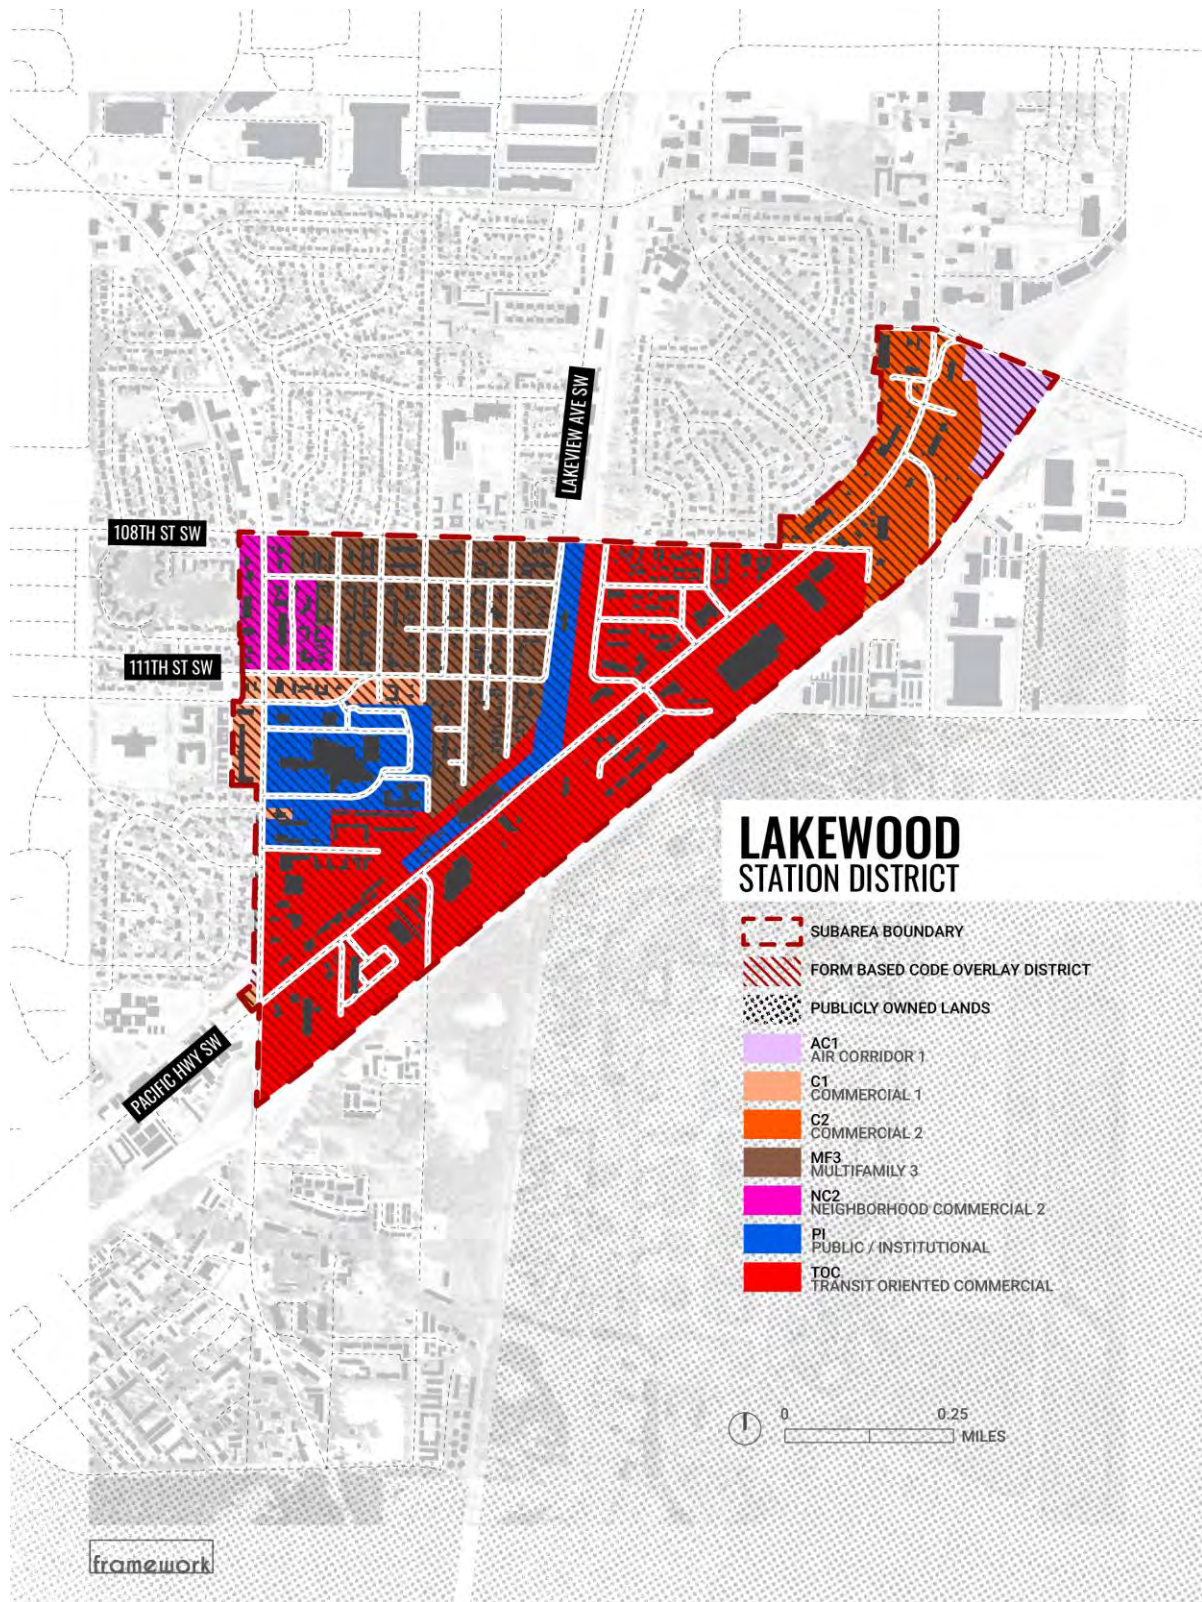 LAKEVIEW AVE SW
108TH ST SW
111TH ST SW
PACIFIC HWY SW
LAKEWOOD
STATION DISTRICT
SUBAREA BOUNDARY
FORM BASED CODE OVERLAY DISTRICT
PUBLICLY OWNED LANDS
AC1
AIR CORRIDOR 1
C1
COMMERCIAL 1
C2
COMMERCIAL 2
MF3
MULTIFAMILY 3
NC2
NEIGHBORHOOD COMMERCIAL 2
PI
PUBLIC / INSTITUTIONAL
TOC
TRANSIT ORIENTED COMMERCIAL
0 0.25
MILES
framework